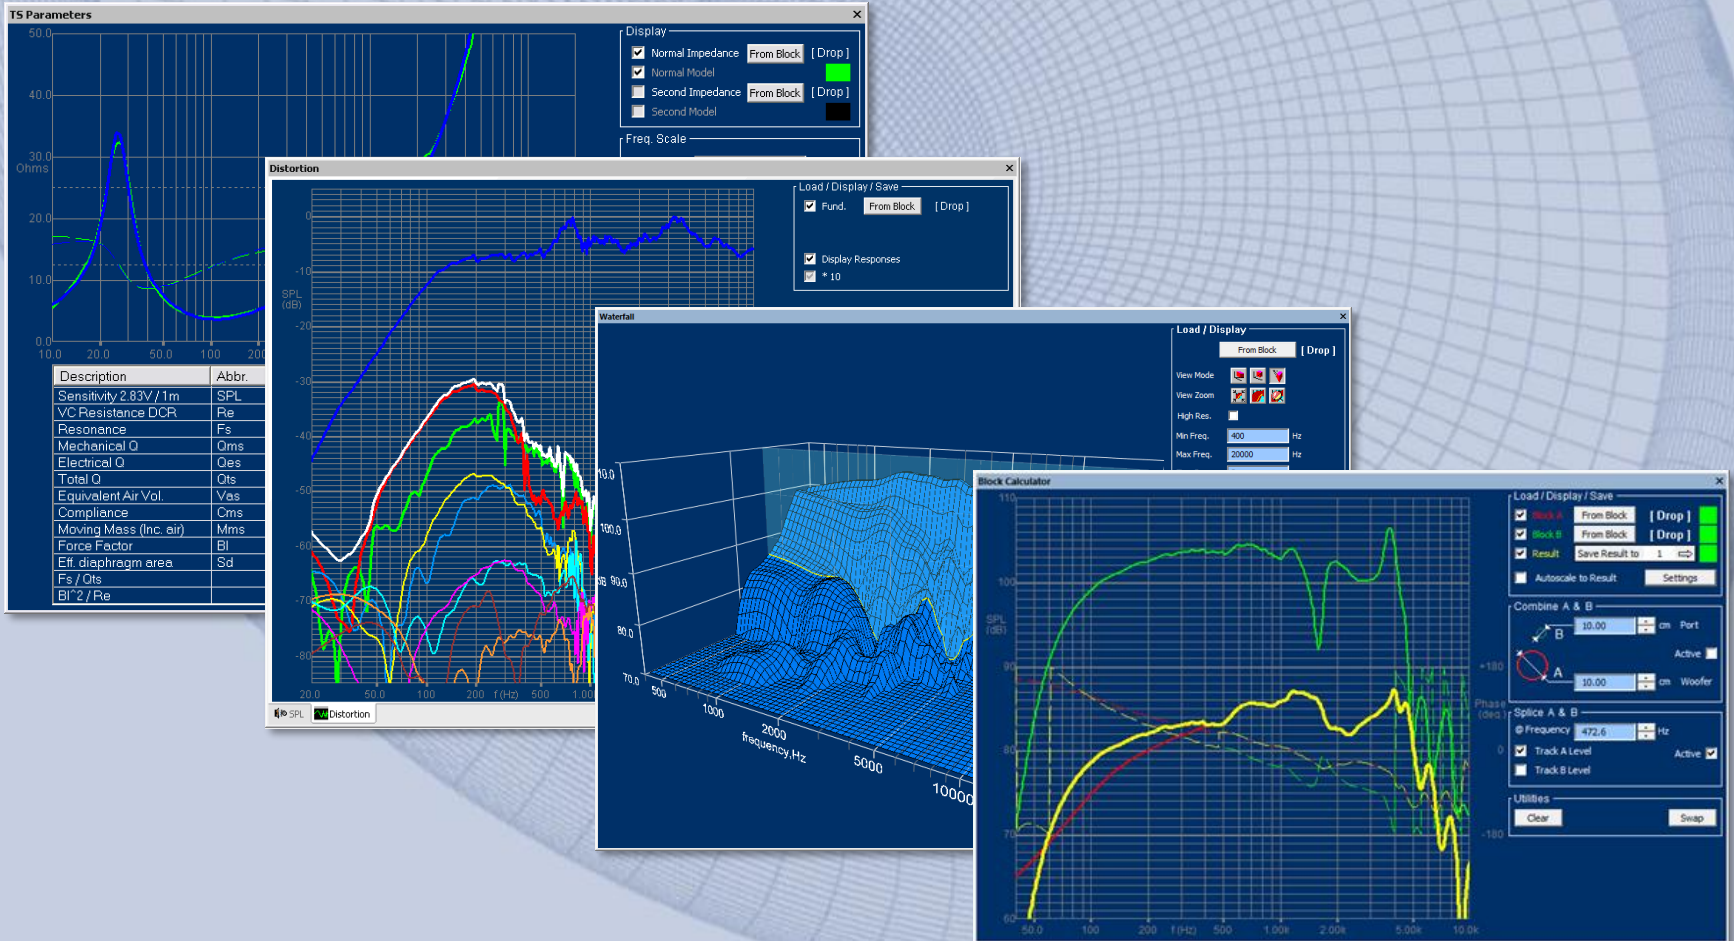 TS Parameters
50.0
40.0
30.0
Ohms
20.0
10.0
0.0
10.0 20.0 50.0 100 200
Display
Normal Impedance From Block [ Drop ]
Normal Model
Second Impedance From Block [ Drop ]
Second Model
Freq. Scale
Description Abbr.
Sensitivity 2.83V / 1m SPL
VC Resistance DCR Re
Resonance Fs
Mechanical Q Qms
Electrical Q Qes
Total Q Qts
Equivalent Air Vol. Vas
Compliance Cms
Moving Mass (Inc. air) Mms
Force Factor Bl
Eff. diaphragm area Sd
Fs / Qts
Bl^2 / Re
Distortion
0
-10
SPL
(dB)
-20
-30
-40
-50
-60
-70
-80
20.0 50.0 100 200 f (Hz) 500 1.00
Load / Display / Save
Fund. From Block [ Drop ]
Display Responses
* 10
SPL Distortion
Waterfall
100.0
90.0
80.0
70.0
500
1000
2000
5000
10000
frequency,Hz
Load / Display
From Block [ Drop ]
View Mode
View Zoom
High Res.
Min Freq. 400 Hz
Max Freq. 20000 Hz
Block Calculator
110
100
SPL
(dB)
90
80
70
60
50.0 100 200 f (Hz) 500 1.00k 2.00k 5.00k 10.0k
+180
Phase
(deg)
0
-180
Load / Display / Save
Block A From Block [ Drop ]
Block B From Block [ Drop ]
Result Save Result to 1
Autoscale to Result Settings
Combine A & B
B 10.00 cm Port
Active
A 10.00 cm Woofer
Splice A & B
@ Frequency 472.6 Hz
Track A Level Active
Track B Level
Utilities
Clear Swap